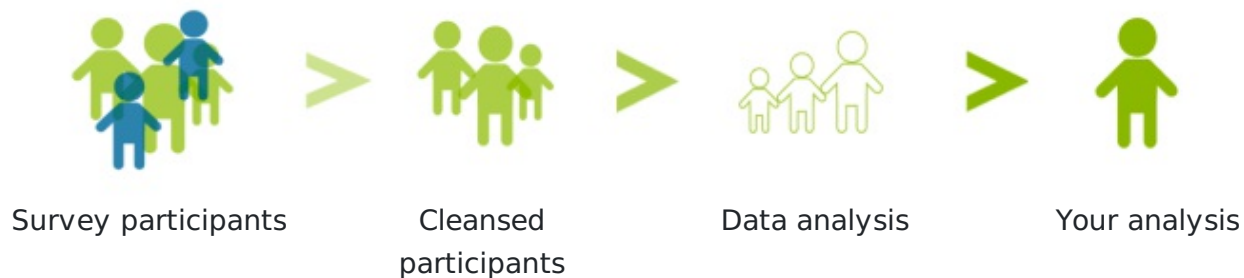 Survey participants
Cleansed
participants
Data analysis
Your analysis